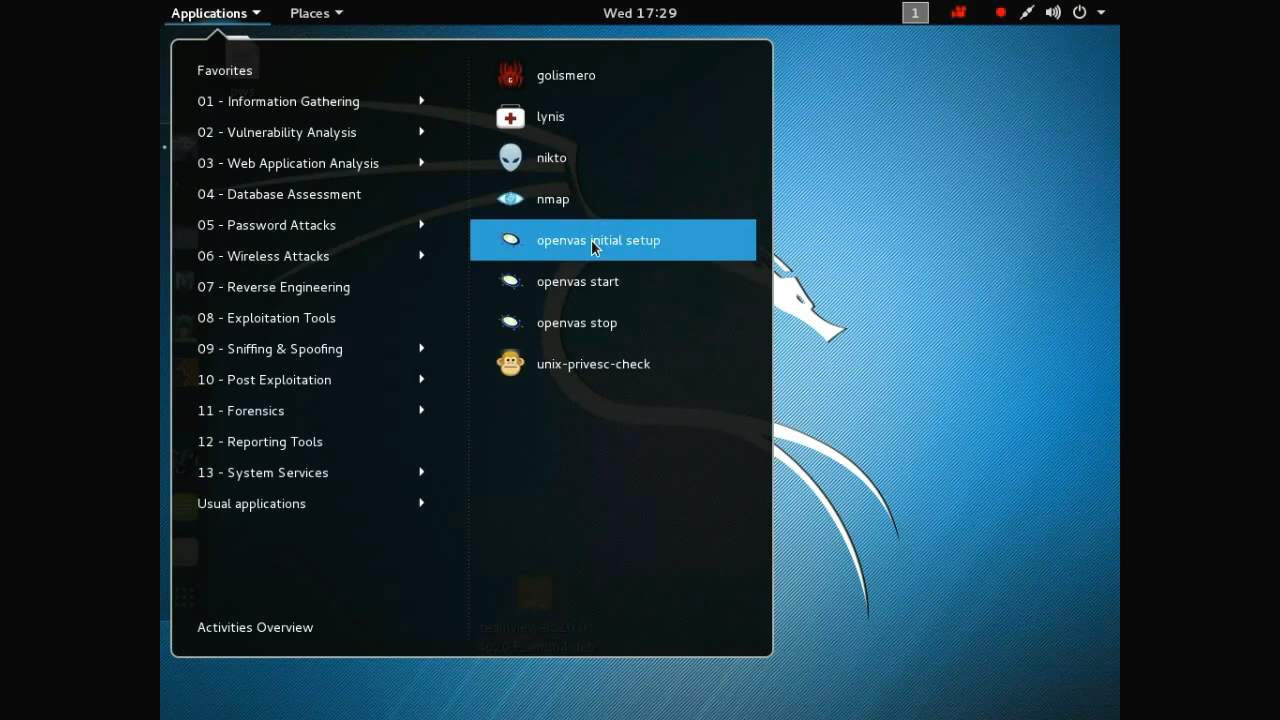 Applications
Places
Wed 17:29
1
Favorites
01 - Information Gathering
02 - Vulnerability Analysis
03 - Web Application Analysis
04 - Database Assessment
05 - Password Attacks
06 - Wireless Attacks
07 - Reverse Engineering
08 - Exploitation Tools
09 - Sniffing & Spoofing
10 - Post Exploitation
11 - Forensics
12 - Reporting Tools
13 - System Services
Usual applications
Activities Overview
golismero
lynis
nikto
nmap
openvas initial setup
openvas start
openvas stop
unix-privesc-check